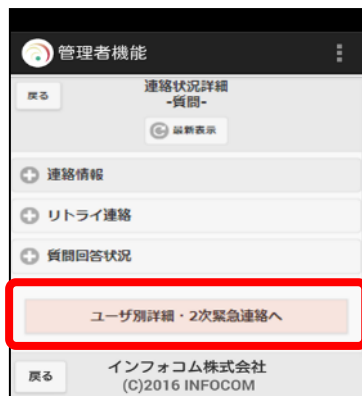 管理者機能
戻る
連絡状況詳細
-質問-
最新表示
連絡情報
リトライ連絡
質問回答状況
ユーザ別詳細・2次緊急連絡へ
戻る
インフォコム株式会社
(C)2016 INFOCOM